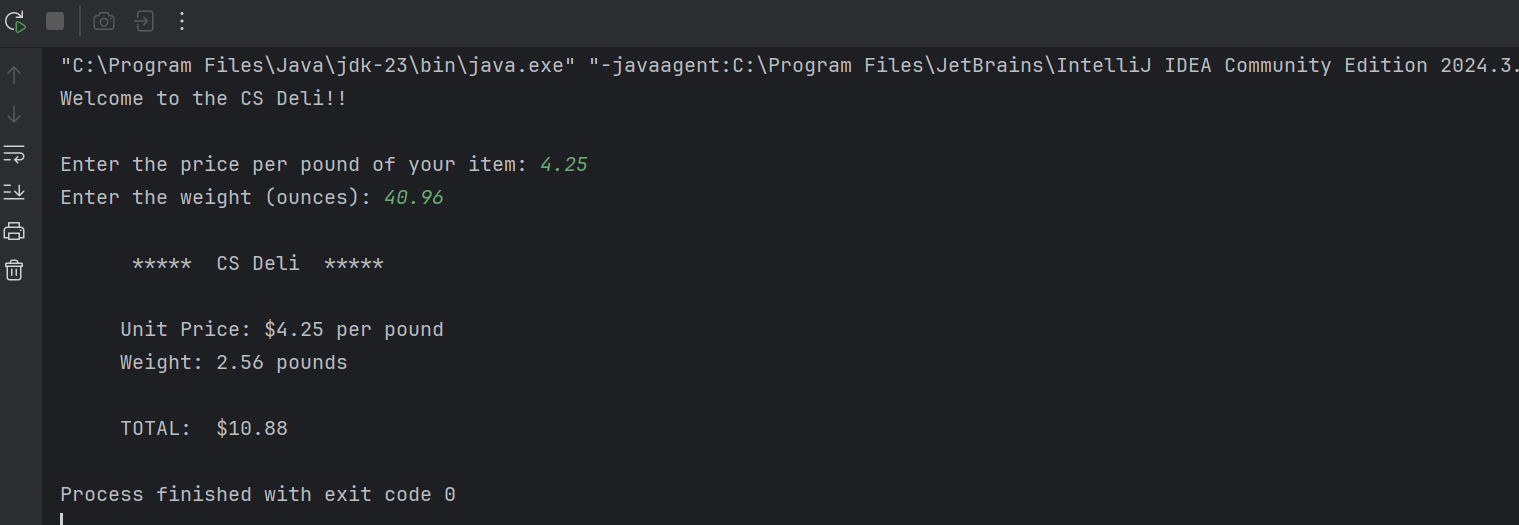 "C:\Program Files\Java\jdk-23\bin\java.exe" "-javaagent:C:\Program Files\JetBrains\IntelliJ IDEA Community Edition 2024.3.
Welcome to the CS Deli!!
Enter the price per pound of your item: 4.25
Enter the weight (ounces): 40.96
***** CS Deli *****
Unit Price: $4.25 per pound
Weight: 2.56 pounds
TOTAL: $10.88
Process finished with exit code 0